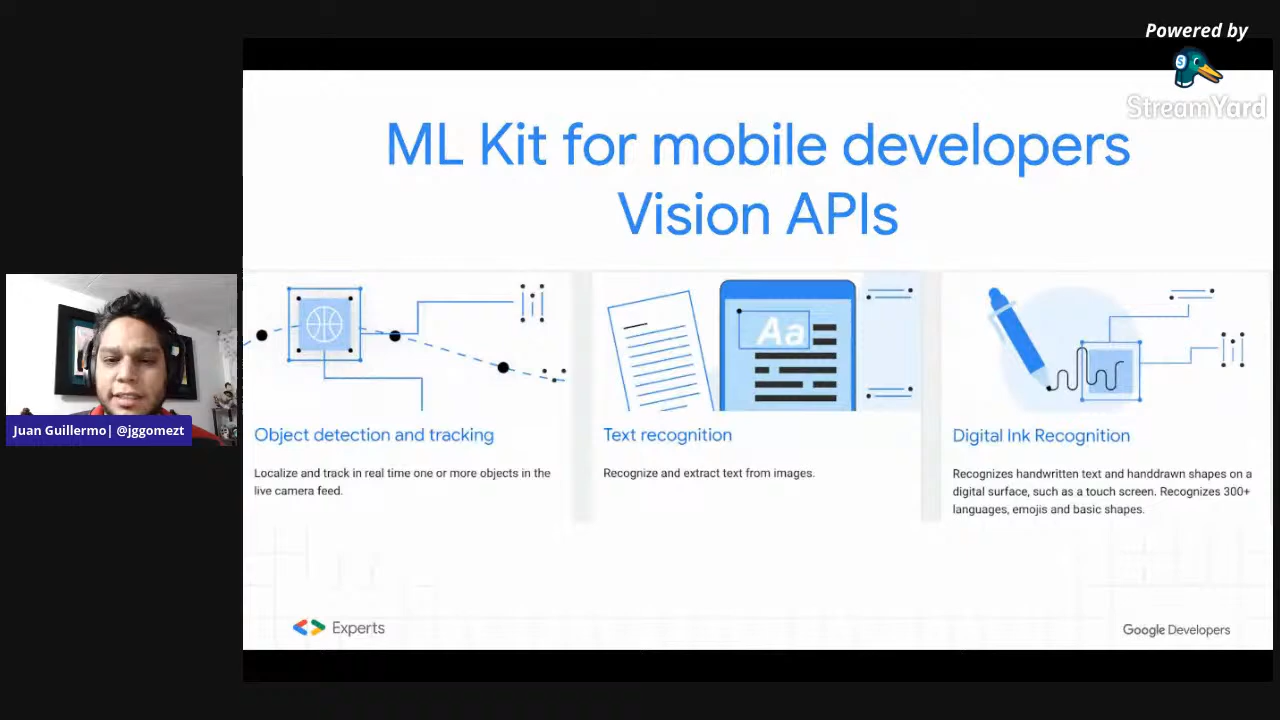 Powered by
StreamYard
ML Kit for mobile developers
Vision APIs
Aa
Object detection and tracking
Localize and track in real time one or more objects in the
live camera feed.
Text recognition
Recognize and extract text from images.
Digital Ink Recognition
Recognizes handwritten text and handdrawn shapes on a
digital surface, such as a touch screen. Recognizes 300+
languages, emojis and basic shapes.
Juan Guillermo| @jggomezt
Experts
Google Developers